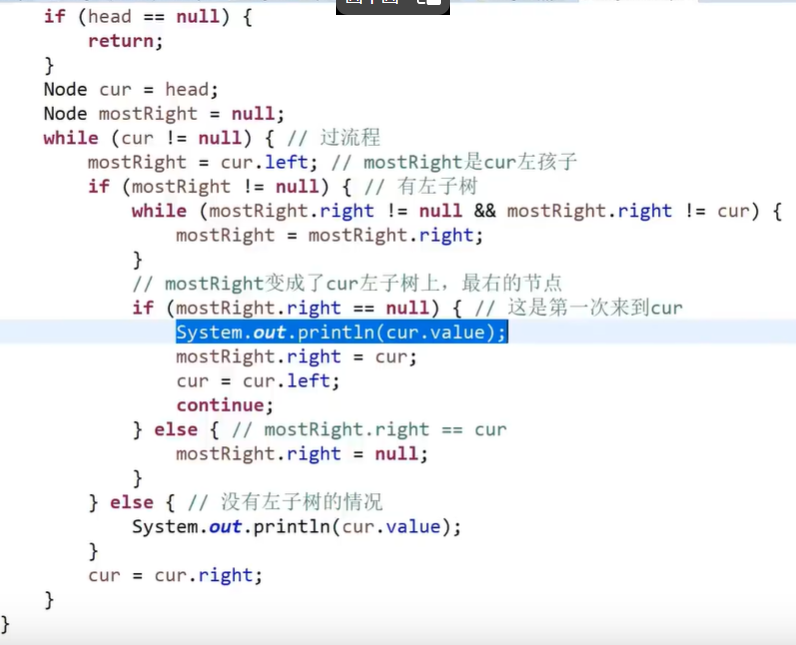 if (head == null) {
return;
}
Node cur = head;
Node mostRight = null;
while (cur != null) { // 过流程
mostRight = cur.left; // mostRight是cur左孩子
if (mostRight != null) { // 有左子树
while (mostRight.right != null && mostRight.right != cur) {
mostRight = mostRight.right;
}
// mostRight变成了cur左子树上，最右的节点
if (mostRight.right == null) { // 这是第一次来到cur
System.out.println(cur.value);
mostRight.right = cur;
cur = cur.left;
continue;
} else { // mostRight.right == cur
mostRight.right = null;
}
} else { // 没有左子树的情况
System.out.println(cur.value);
}
cur = cur.right;
}
}